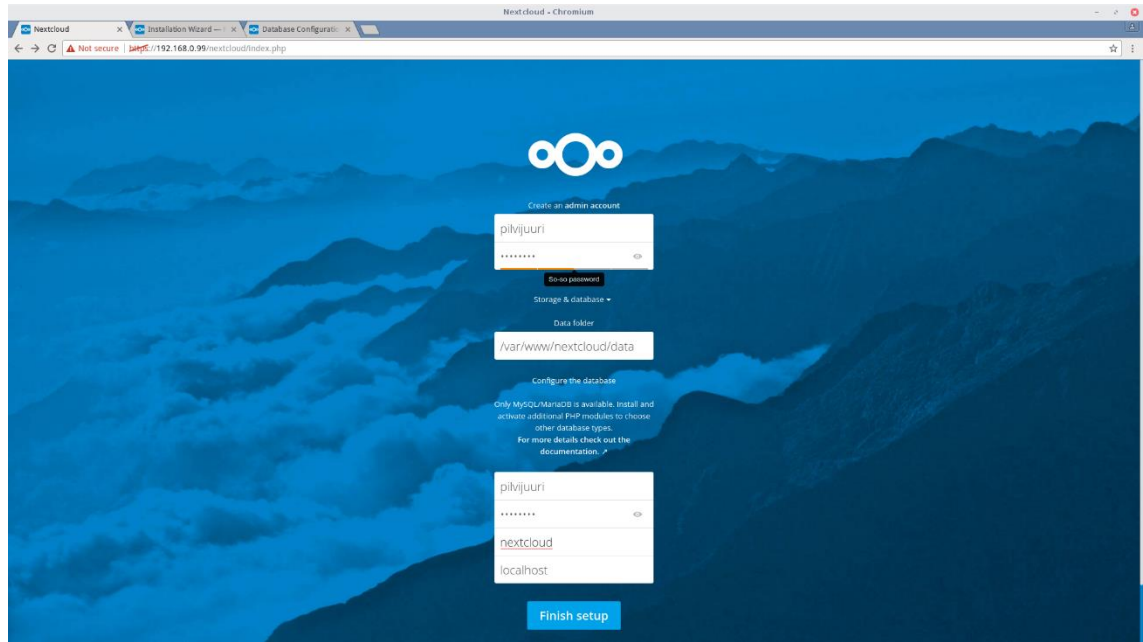 Nextcloud - Chromium
Nextcloud
Installation Wizard —
Database Configuratio
Not secure | https://192.168.0.99/nextcloud/index.php
Create an admin account
pilvijuuri
••••••••
So-so password
Storage & database
Data folder
/var/www/nextcloud/data
Configure the database
Only MySQL/MariaDB is available. Install and
activate additional PHP modules to choose
other database types.
For more details check out the
documentation. ↗
pilvijuuri
••••••••
nextcloud
localhost
Finish setup